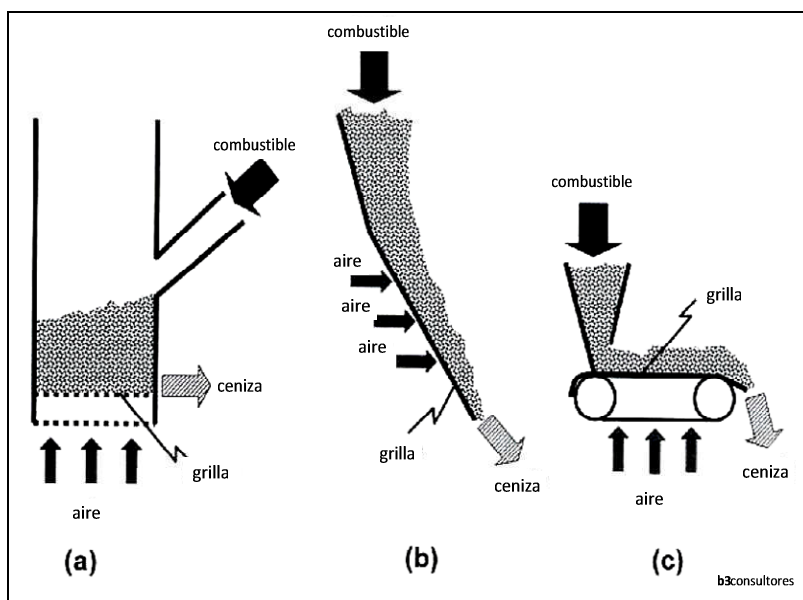 combustible
aire
grilla
ceniza
(a)
combustible
aire
aire
aire
grilla
ceniza
(b)
combustible
grilla
aire
ceniza
(c)
b3consultores